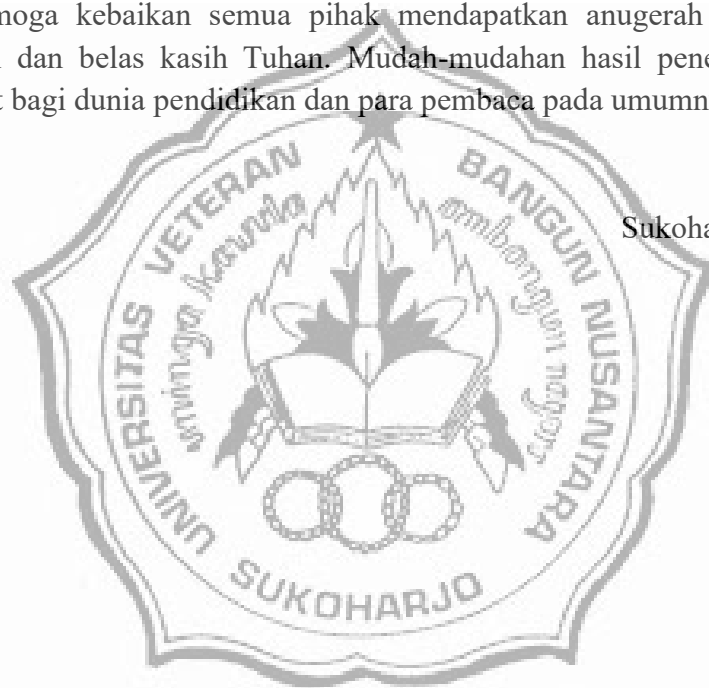 moga kebaikan semua pihak mendapatkan anugerah
dan belas kasih Tuhan. Mudah-mudahan hasil pene
t bagi dunia pendidikan dan para pembaca pada umumn
Sukoha
UNIVERSITAS VETERAN BANGUN NUSANTARA
SUKOHARJO